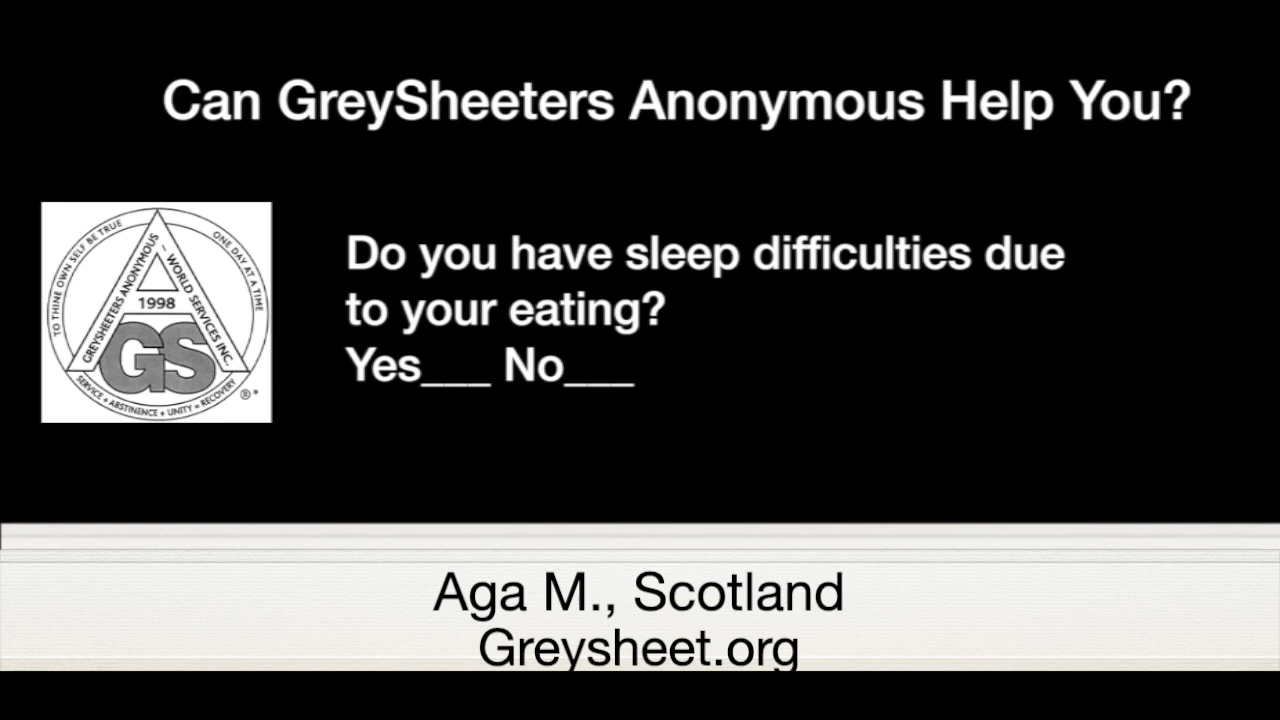 Can GreySheeters Anonymous Help You?
TO THINE OWN SELF BE TRUE
ONE DAY AT A TIME
GREYSHEETERS ANONYMOUS – WORLD SERVICES INC.
1998
GS
SERVICE + ABSTINENCE + UNITY = RECOVERY
®*
Do you have sleep difficulties due
to your eating?
Yes___ No___
Aga M., Scotland
Greysheet.org